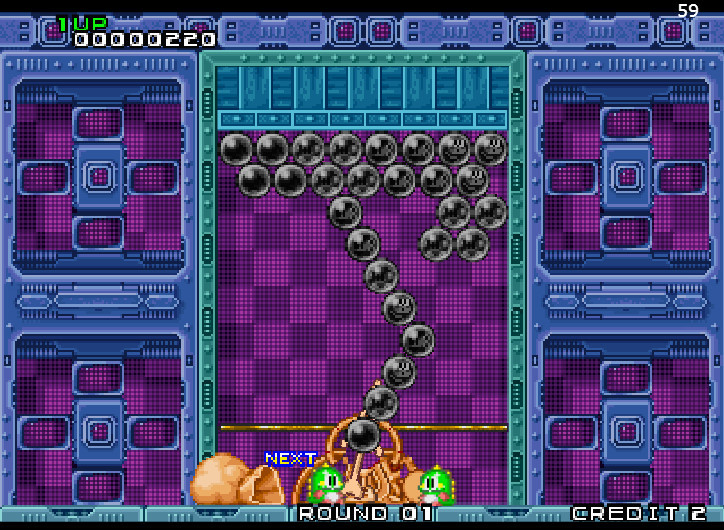 59
1UP
00000220
NEXT
ROUND 01
CREDIT 2